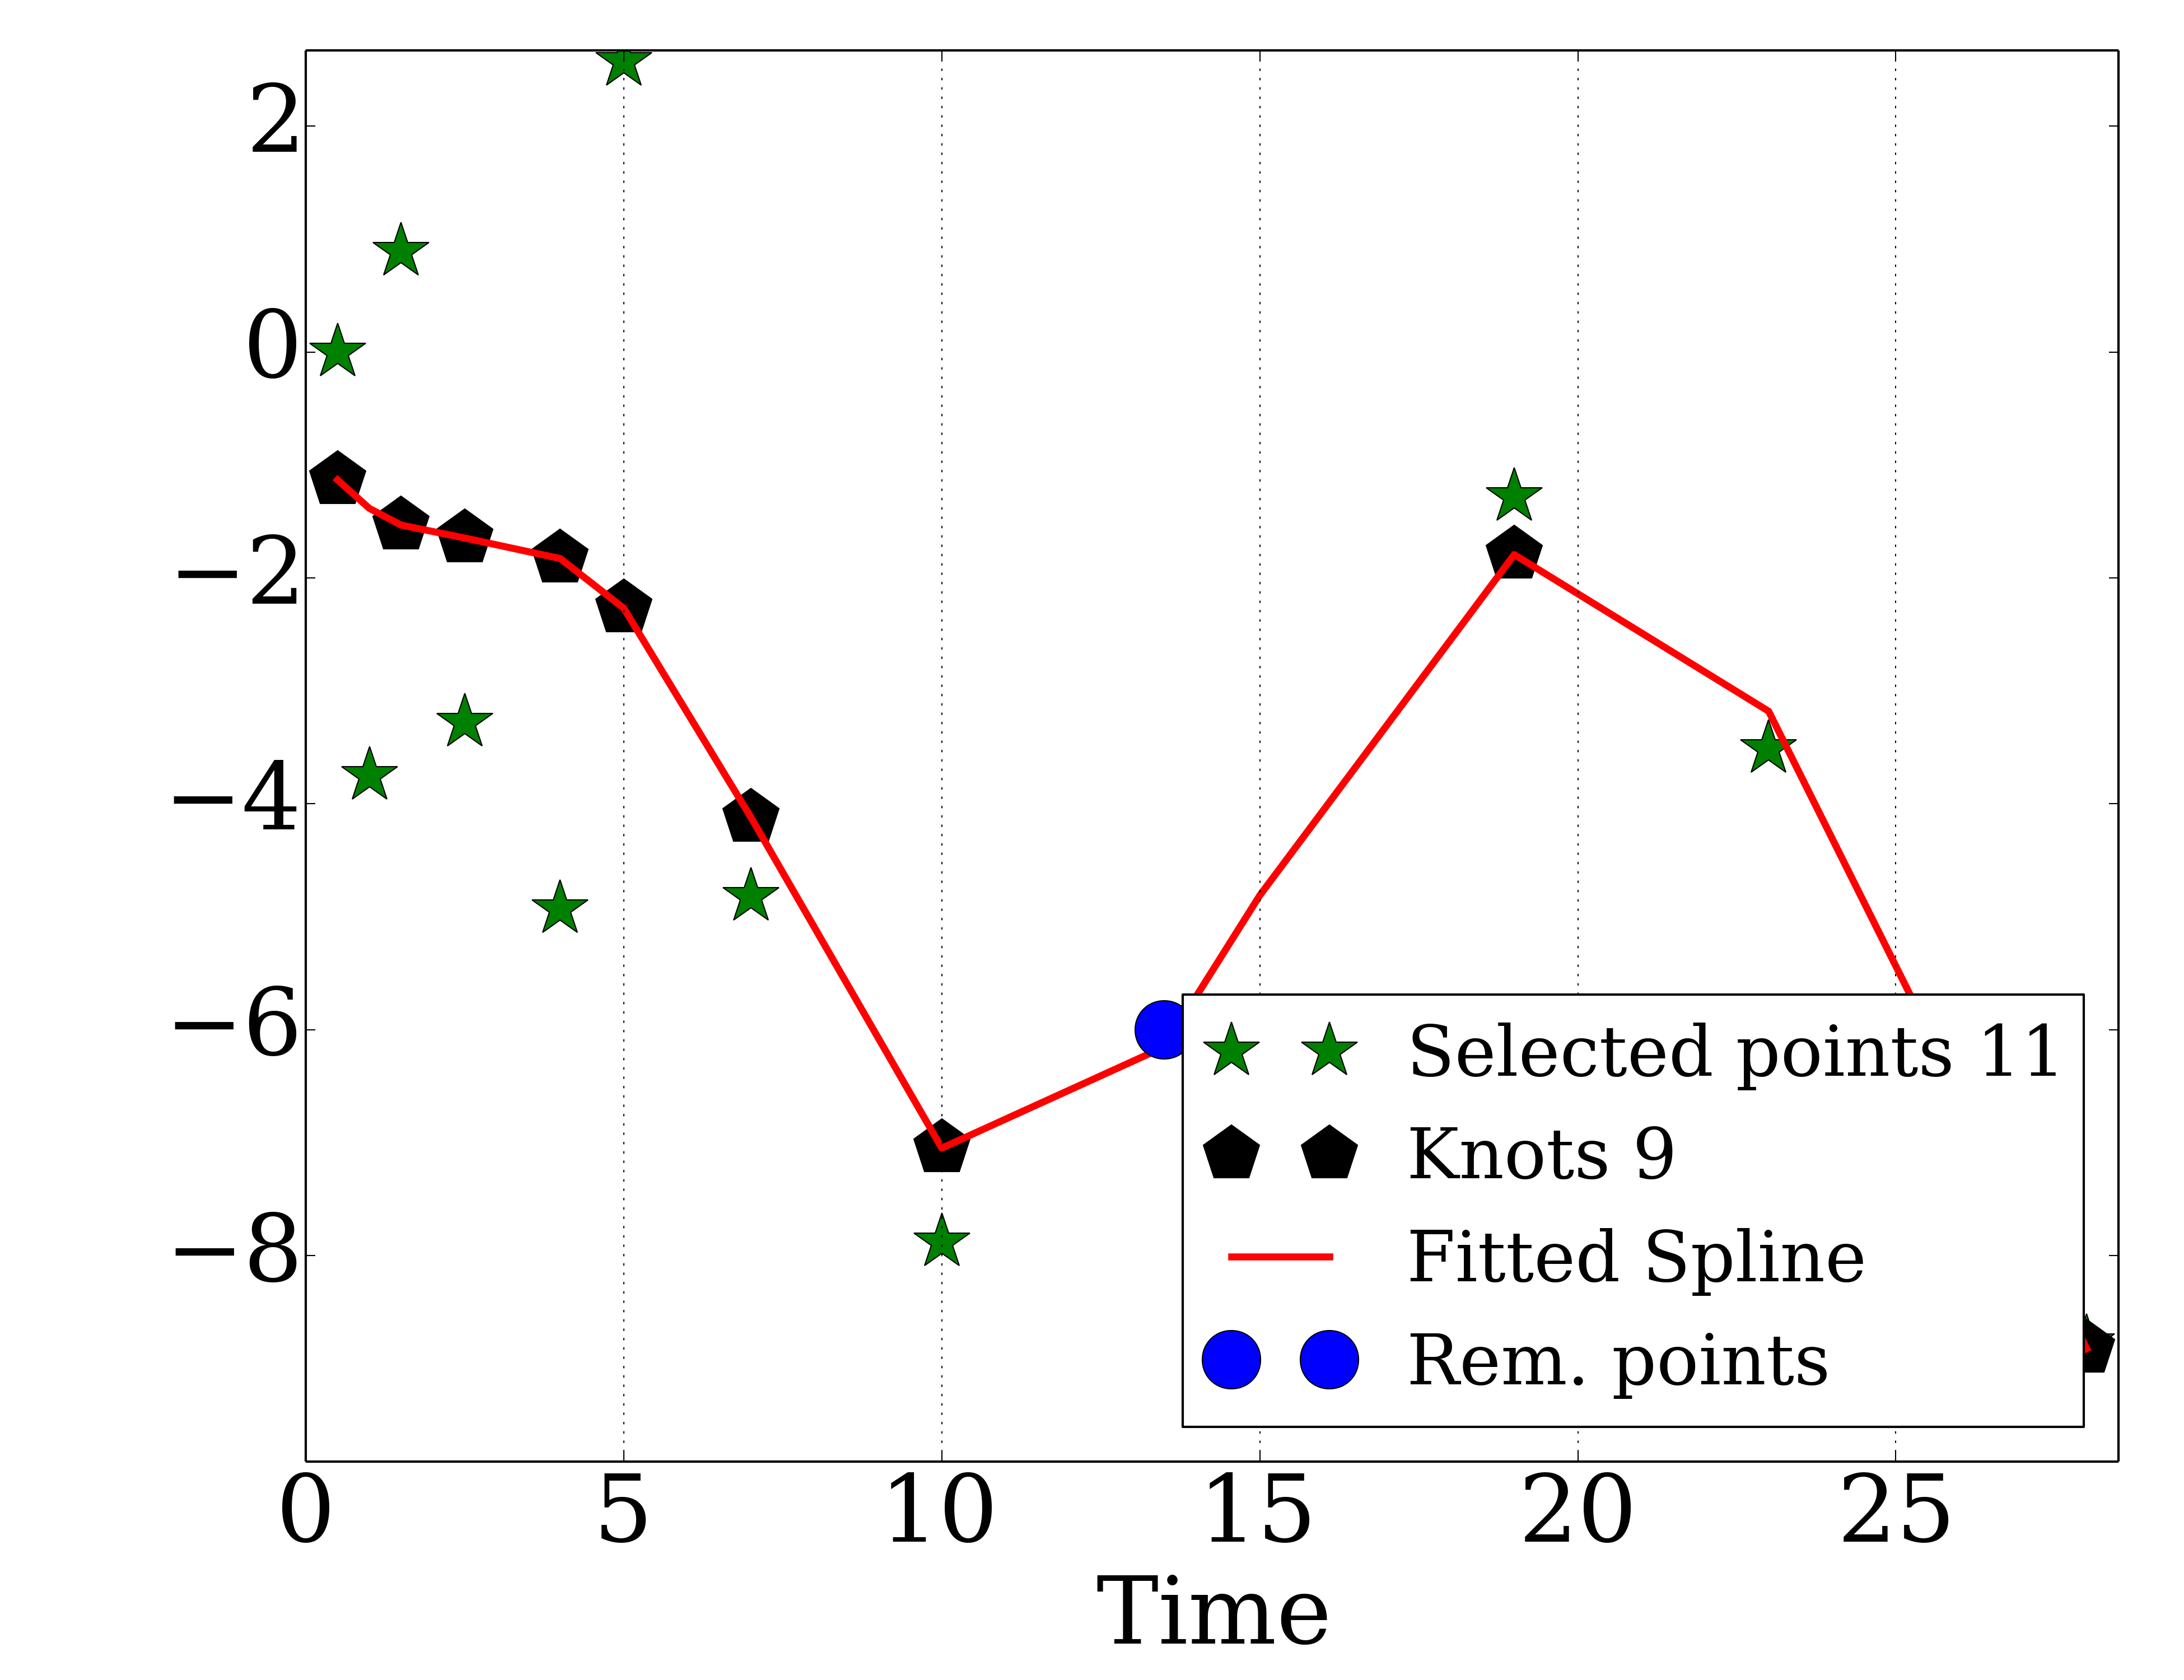 2
0
−2
−4
−6
−8
Selected points 11
Knots 9
Fitted Spline
Rem. points
0 5 10 15 20 25
Time